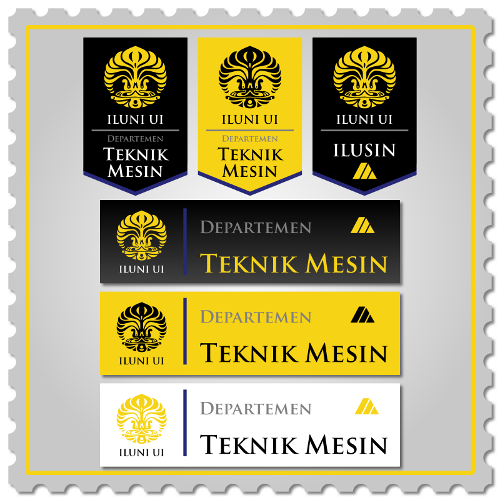 ILUNI UI
DEPARTEMEN
TEKNIK
MESIN
ILUNI UI
DEPARTEMEN
TEKNIK
MESIN
ILUNI UI
ILUSIN
DEPARTEMEN
TEKNIK MESIN
ILUNI UI
DEPARTEMEN
TEKNIK MESIN
ILUNI UI
DEPARTEMEN
TEKNIK MESIN
ILUNI UI